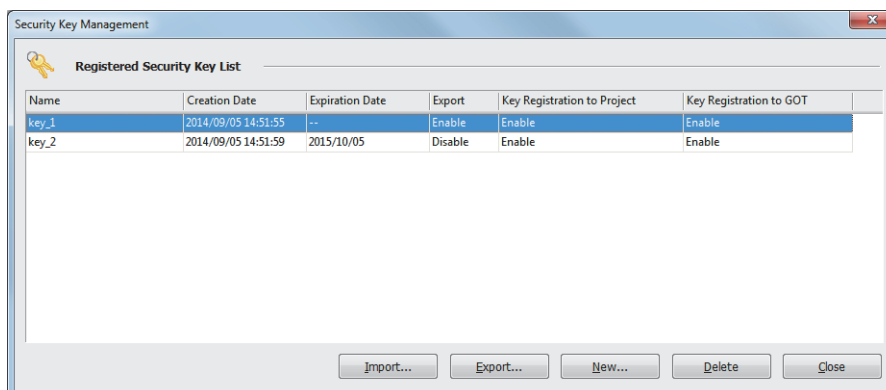 Security Key Management
Registered Security Key List
Name Creation Date Expiration Date Export Key Registration to Project Key Registration to GOT
key_1 2014/09/05 14:51:55 -- Enable Enable Enable
key_2 2014/09/05 14:51:59 2015/10/05 Disable Enable Enable
Import... Export... New... Delete Close